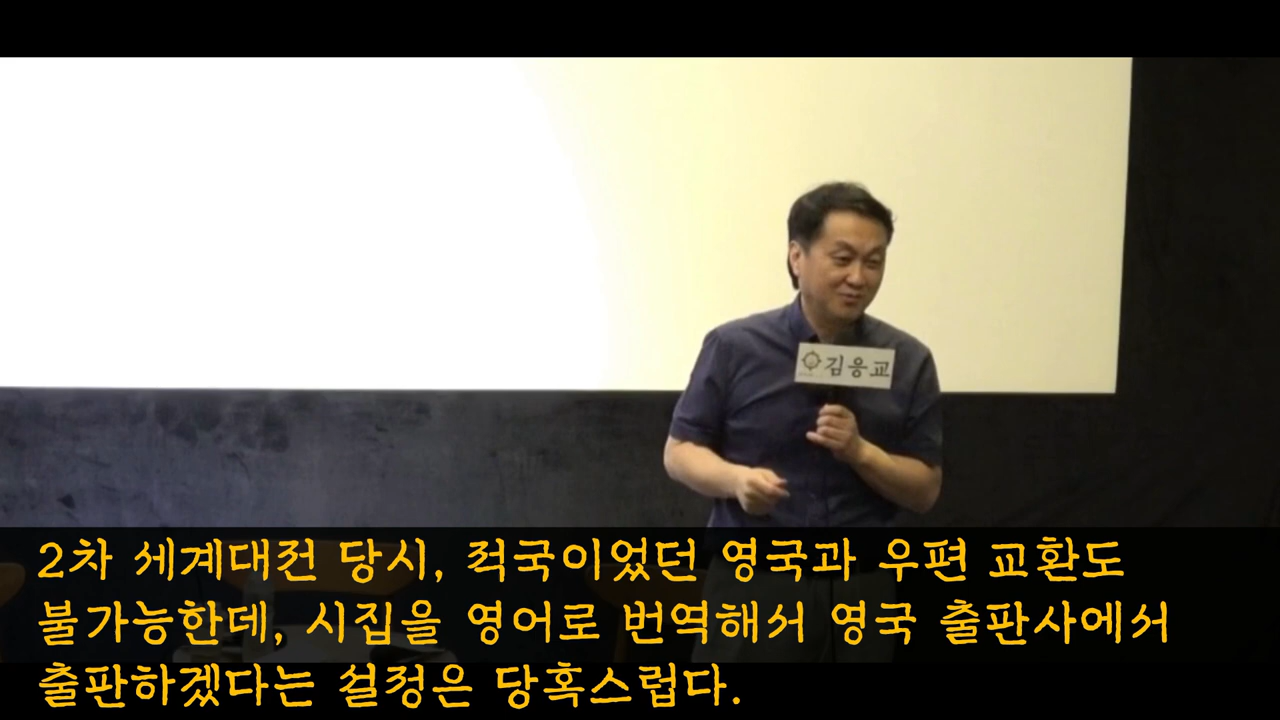 김응교
2차 세계대전 당시, 적국이었던 영국과 우편 교환도
불가능한데, 시집을 영어로 번역해서 영국 출판사에서
출판하겠다는 설정은 당혹스럽다.